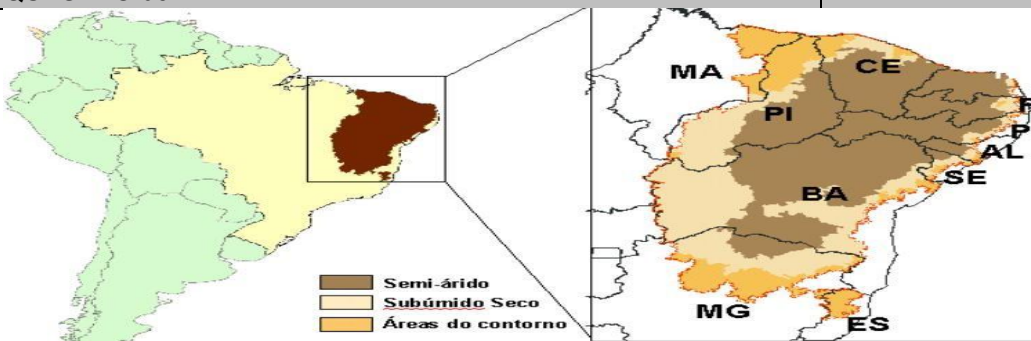 MA
CE
PI
P
AL
SE
BA
MG
ES
Semi-árido
Subúmido Seco
Áreas do contorno